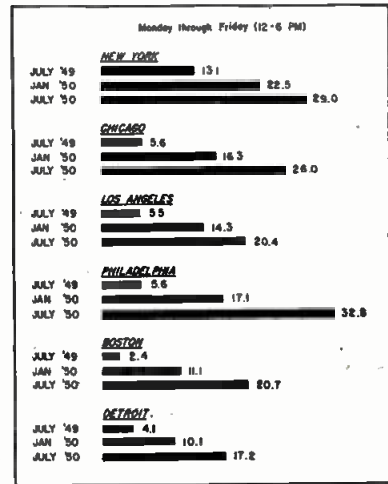 Monday through Friday (12-6 PM)
NEW YORK
JULY '49 13.1
JAN '50 22.5
JULY '50 29.0
CHICAGO
JULY '49 5.6
JAN '50 16.3
JULY '50 26.0
LOS ANGELES
JULY '49 5.5
JAN '50 14.3
JULY '50 20.4
PHILADELPHIA
JULY '49 5.6
JAN '50 17.1
JULY '50 32.8
BOSTON
JULY '49 2.4
JAN '50 11.1
JULY '50 20.7
DETROIT
JULY '49 4.1
JAN '50 10.1
JULY '50 17.2